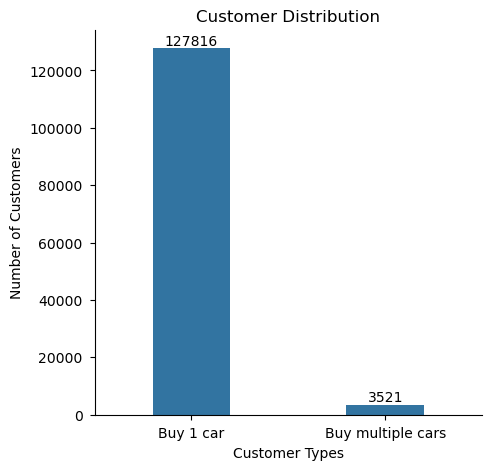 Customer Distribution
127816
120000
100000
80000
60000
40000
20000
0
Number of Customers
3521
Buy 1 car
Buy multiple cars
Customer Types